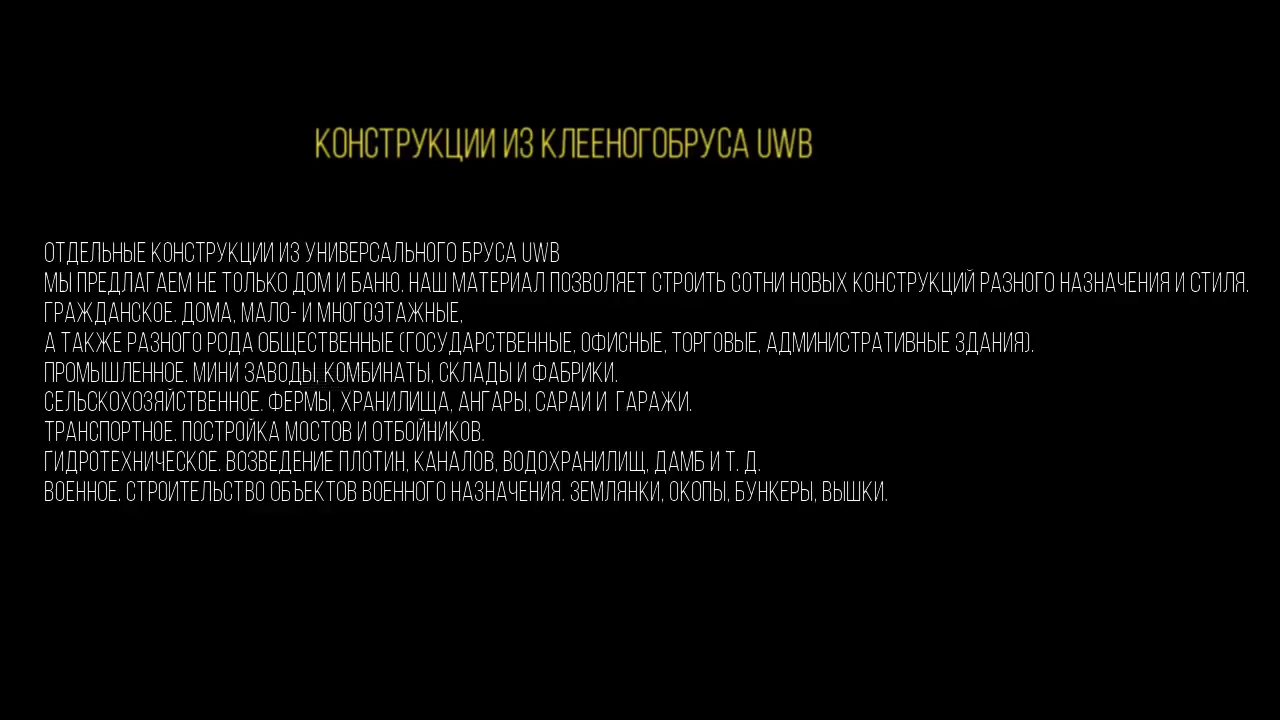 КОНСТРУКЦИИ ИЗ КЛЕЕНОГОБРУСА UWB
ОТДЕЛЬНЫЕ КОНСТРУКЦИИ ИЗ УНИВЕРСАЛЬНОГО БРУСА UWB
МЫ ПРЕДЛАГАЕМ НЕ ТОЛЬКО ДОМ И БАНЮ. НАШ МАТЕРИАЛ ПОЗВОЛЯЕТ СТРОИТЬ СОТНИ НОВЫХ КОНСТРУКЦИЙ РАЗНОГО НАЗНАЧЕНИЯ И СТИЛЯ.
ГРАЖДАНСКОЕ. ДОМА, МАЛО- И МНОГОЭТАЖНЫЕ,
А ТАКЖЕ РАЗНОГО РОДА ОБЩЕСТВЕННЫЕ (ГОСУДАРСТВЕННЫЕ, ОФИСНЫЕ, ТОРГОВЫЕ, АДМИНИСТРАТИВНЫЕ ЗДАНИЯ).
ПРОМЫШЛЕННОЕ. МИНИ ЗАВОДЫ, КОМБИНАТЫ, СКЛАДЫ И ФАБРИКИ.
СЕЛЬСКОХОЗЯЙСТВЕННОЕ. ФЕРМЫ, ХРАНИЛИЩА, АНГАРЫ, САРАИ И ГАРАЖИ.
ТРАНСПОРТНОЕ. ПОСТРОЙКА МОСТОВ И ОТБОЙНИКОВ.
ГИДРОТЕХНИЧЕСКОЕ. ВОЗВЕДЕНИЕ ПЛОТИН, КАНАЛОВ, ВОДОХРАНИЛИЩ, ДАМБ И Т. Д.
ВОЕННОЕ. СТРОИТЕЛЬСТВО ОБЪЕКТОВ ВОЕННОГО НАЗНАЧЕНИЯ. ЗЕМЛЯНКИ, ОКОПЫ, БУНКЕРЫ, ВЫШКИ.